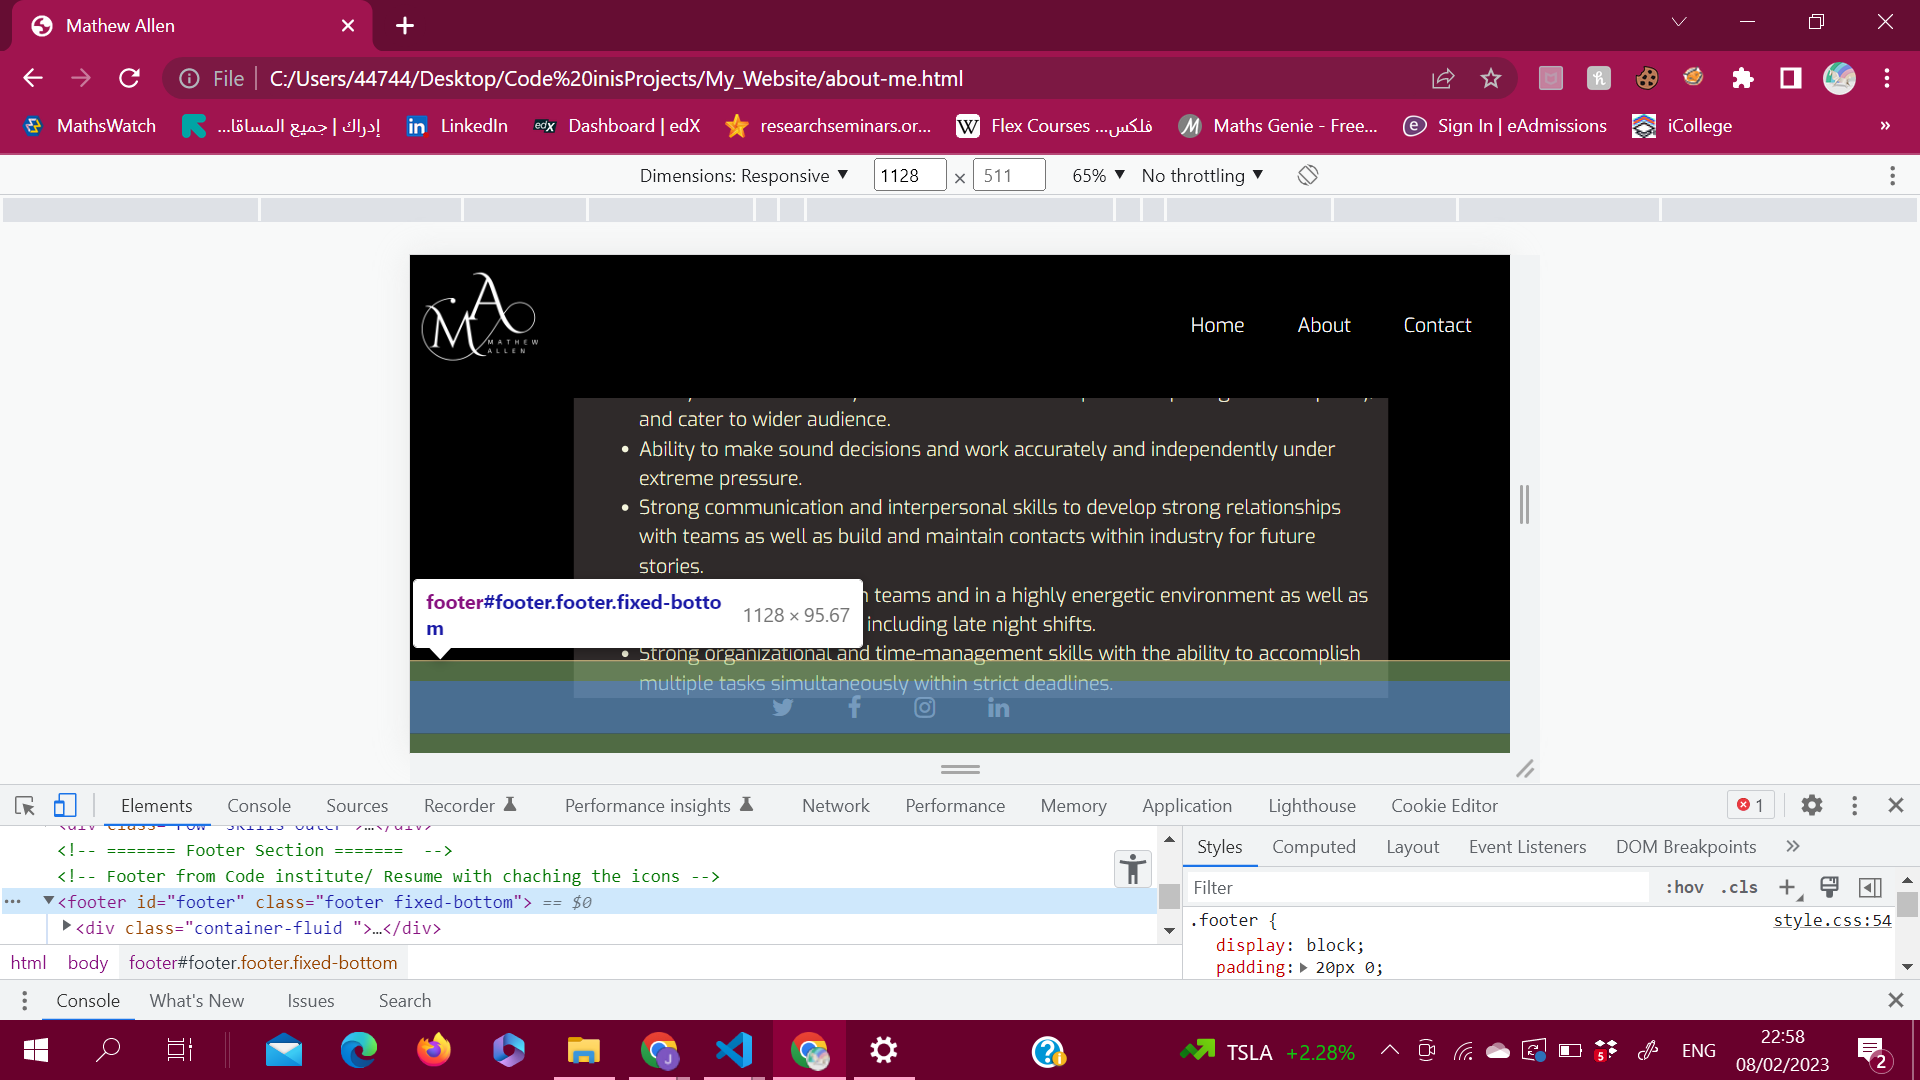 Mathew Allen
File
C:/Users/44744/Desktop/Code%20inisProjects/My_Website/about-me.html
MathsWatch
إدراك | جميع المساقا...
LinkedIn
edx Dashboard | edX
researchseminars.or...
W Flex Courses ...فلكس
Maths Genie - Free...
Sign In | eAdmissions
iCollege
»
Dimensions: Responsive
1128 × 511
65%
No throttling
MATHEW
ALLEN
Home
About
Contact
and cater to wider audience.
• Ability to make sound decisions and work accurately and independently under
extreme pressure.
• Strong communication and interpersonal skills to develop strong relationships
with teams as well as build and maintain contacts within industry for future
stories.
teams and in a highly energetic environment as well as
including late night shifts.
• Strong organizational and time-management skills with the ability to accomplish
multiple tasks simultaneously within strict deadlines.
footer#footer.footer.fixed-botto
m
1128 × 95.67
Elements
Console
Sources
Recorder
Performance insights
Network
Performance
Memory
Application
Lighthouse
Cookie Editor
1
<div class="row skills-outer">…</div>
<!-- ======= Footer Section ======= -->
<!-- Footer from Code institute/ Resume with chaching the icons -->
<footer id="footer" class="footer fixed-bottom"> == $0
<div class="container-fluid ">…</div>
html
body
footer#footer.footer.fixed-bottom
Styles
Computed
Layout
Event Listeners
DOM Breakpoints
»
Filter
:hov
.cls
.footer {
style.css:54
display: block;
padding: 20px 0;
Console
What's New
Issues
Search
TSLA +2.28%
5
ENG
22:58
08/02/2023
2